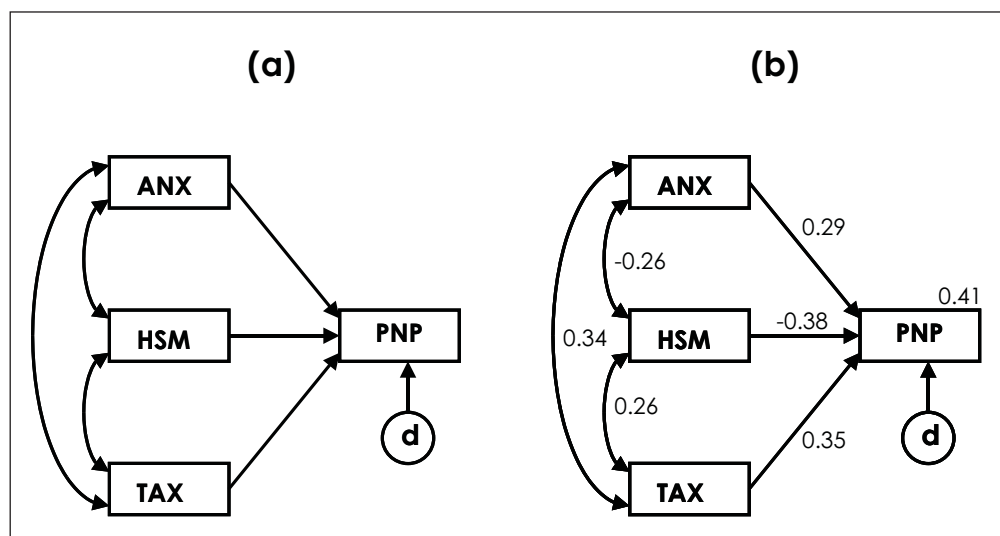 (a)
ANX
HSM
PNP
d
TAX
(b)
ANX
0.29
-0.26
0.41
HSM
-0.38
PNP
0.34
0.26
d
0.35
TAX